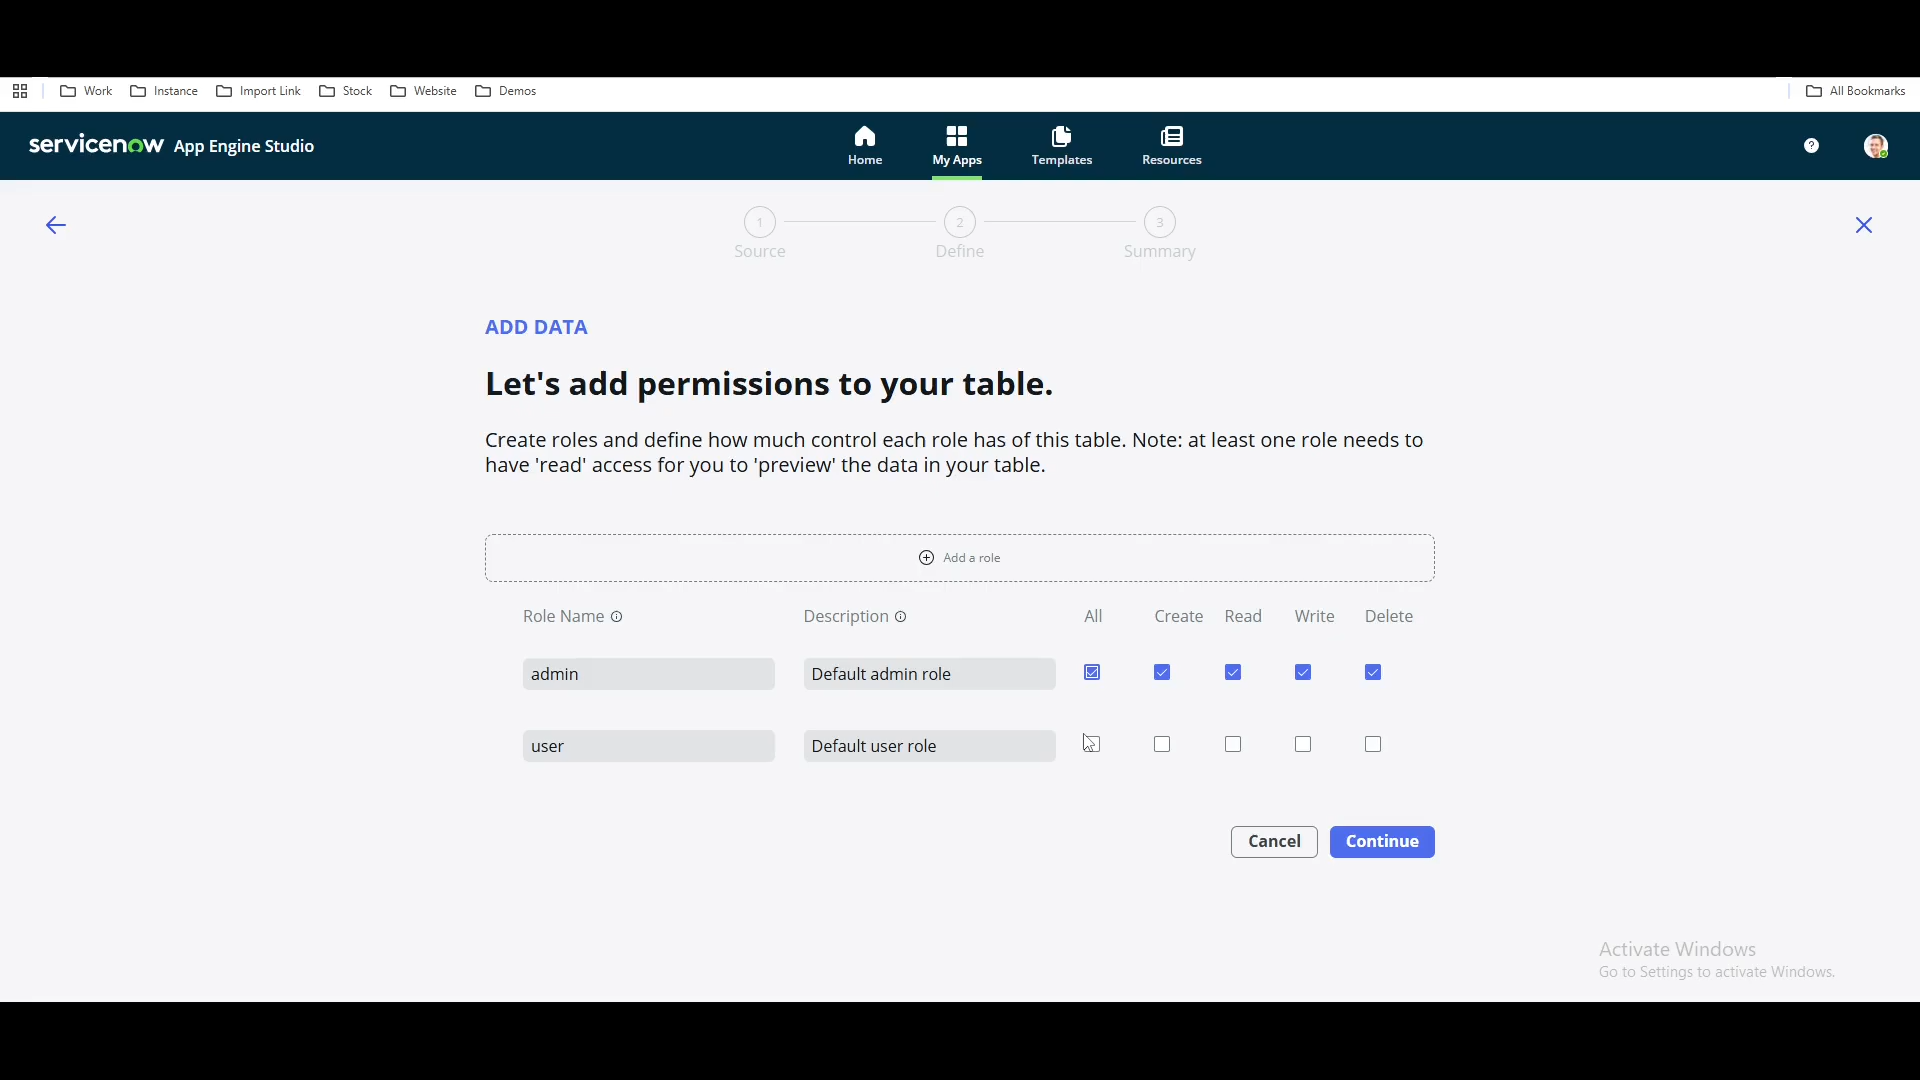 Work Instance Import Link Stock Website Demos All Bookmarks
servicenow App Engine Studio Home My Apps Templates Resources ?
1 2 3
Source Define Summary
ADD DATA
Let's add permissions to your table.
Create roles and define how much control each role has of this table. Note: at least one role needs to
have 'read' access for you to 'preview' the data in your table.
Add a role
Role Name Description All Create Read Write Delete
admin Default admin role
user Default user role
Cancel Continue
Activate Windows
Go to Settings to activate Windows.